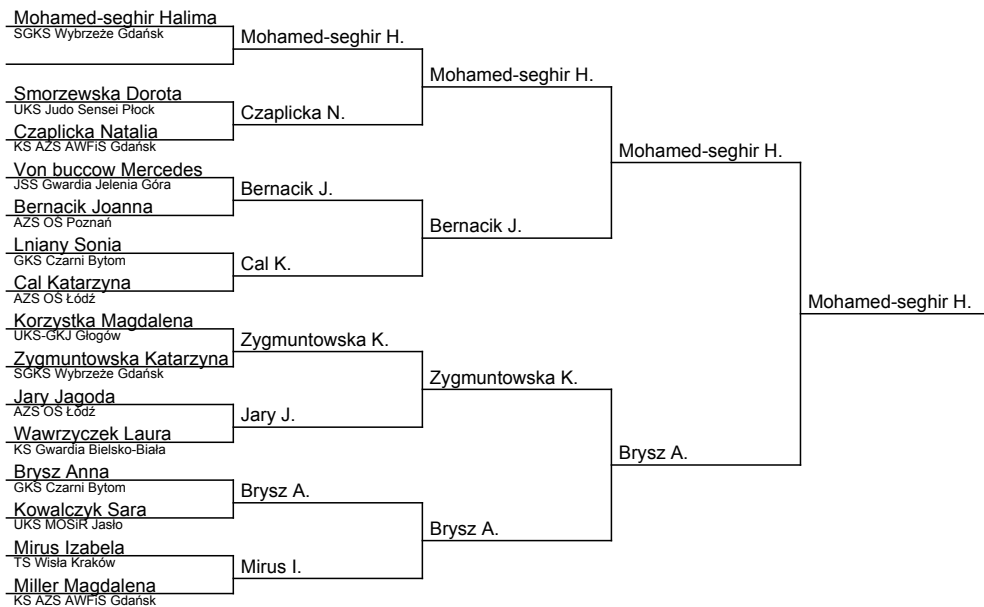 Mohamed-seghir Halima
SGKS Wybrzeże Gdańsk
Smorzewska Dorota
UKS Judo Sensei Płock
Czaplicka Natalia
KS AZS AWFiS Gdańsk
Von buccow Mercedes
JSS Gwardia Jelenia Góra
Bernacik Joanna
AZS OŚ Poznań
Lniany Sonia
GKS Czarni Bytom
Cal Katarzyna
AZS OŚ Łódź
Korzystka Magdalena
UKS-GKJ Głogów
Zygmuntowska Katarzyna
SGKS Wybrzeże Gdańsk
Jary Jagoda
AZS OŚ Łódź
Wawrzyczek Laura
KS Gwardia Bielsko-Biała
Brysz Anna
GKS Czarni Bytom
Kowalczyk Sara
UKS MOSiR Jasło
Mirus Izabela
TS Wisła Kraków
Miller Magdalena
KS AZS AWFiS Gdańsk
Mohamed-seghir H.
Czaplicka N.
Bernacik J.
Cal K.
Zygmuntowska K.
Jary J.
Brysz A.
Mirus I.
Mohamed-seghir H.
Bernacik J.
Zygmuntowska K.
Brysz A.
Mohamed-seghir H.
Brysz A.
Mohamed-seghir H.